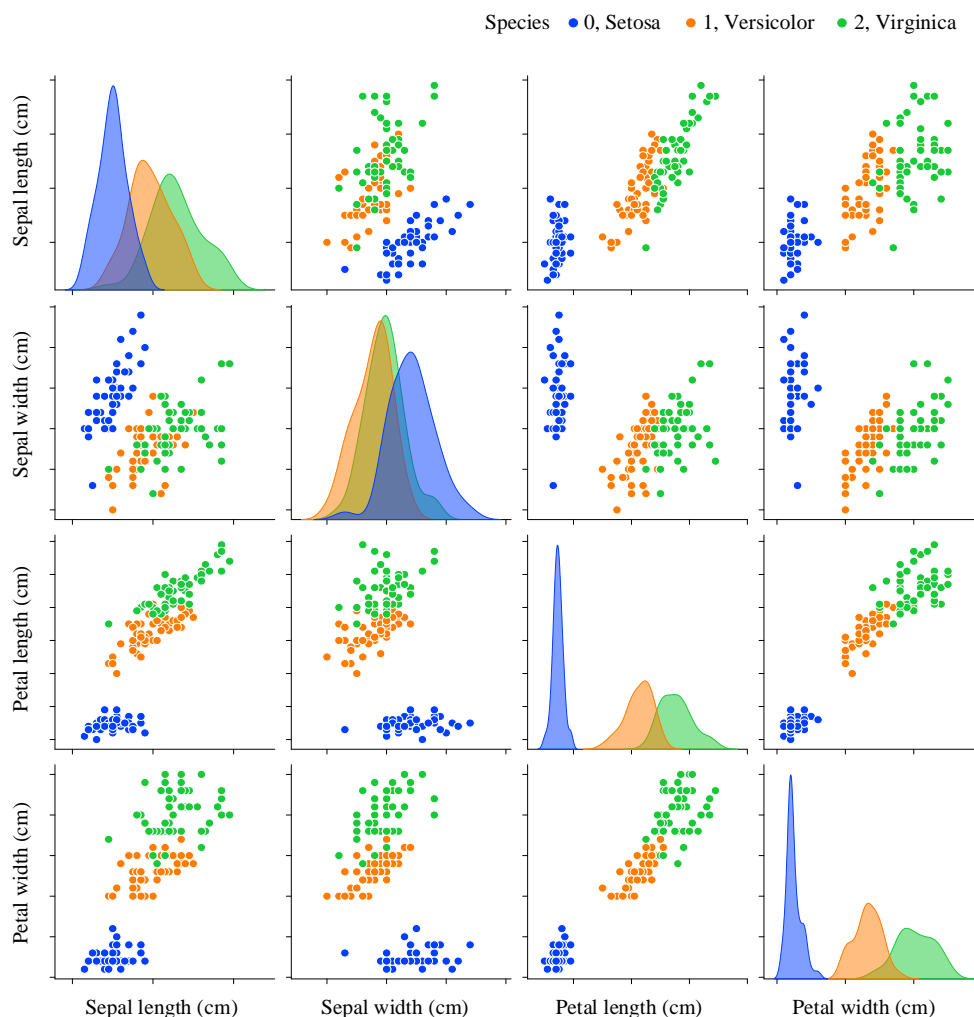 Species 0, Setosa 1, Versicolor 2, Virginica
Sepal length (cm)
Sepal width (cm)
Petal length (cm)
Petal width (cm)
Sepal length (cm) Sepal width (cm) Petal length (cm) Petal width (cm)